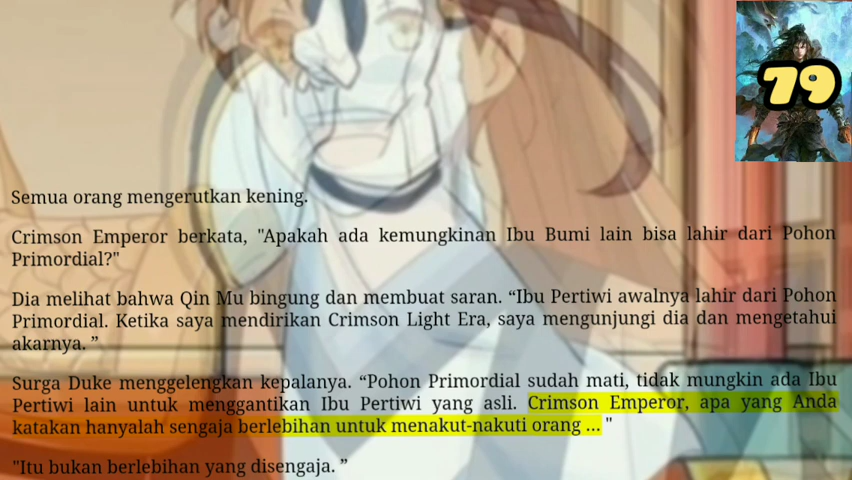 79
Semua orang mengerutkan kening.
Crimson Emperor berkata, "Apakah ada kemungkinan Ibu Bumi lain bisa lahir dari Pohon
Primordial?"
Dia melihat bahwa Qin Mu bingung dan membuat saran. “Ibu Pertiwi awalnya lahir dari Pohon
Primordial. Ketika saya mendirikan Crimson Light Era, saya mengunjungi dia dan mengetahui
akarnya. ”
Surga Duke menggelengkan kepalanya. “Pohon Primordial sudah mati, tidak mungkin ada Ibu
Pertiwi lain untuk menggantikan Ibu Pertiwi yang asli. Crimson Emperor, apa yang Anda
katakan hanyalah sengaja berlebihan untuk menakut-nakuti orang ... "
"Itu bukan berlebihan yang disengaja. ”